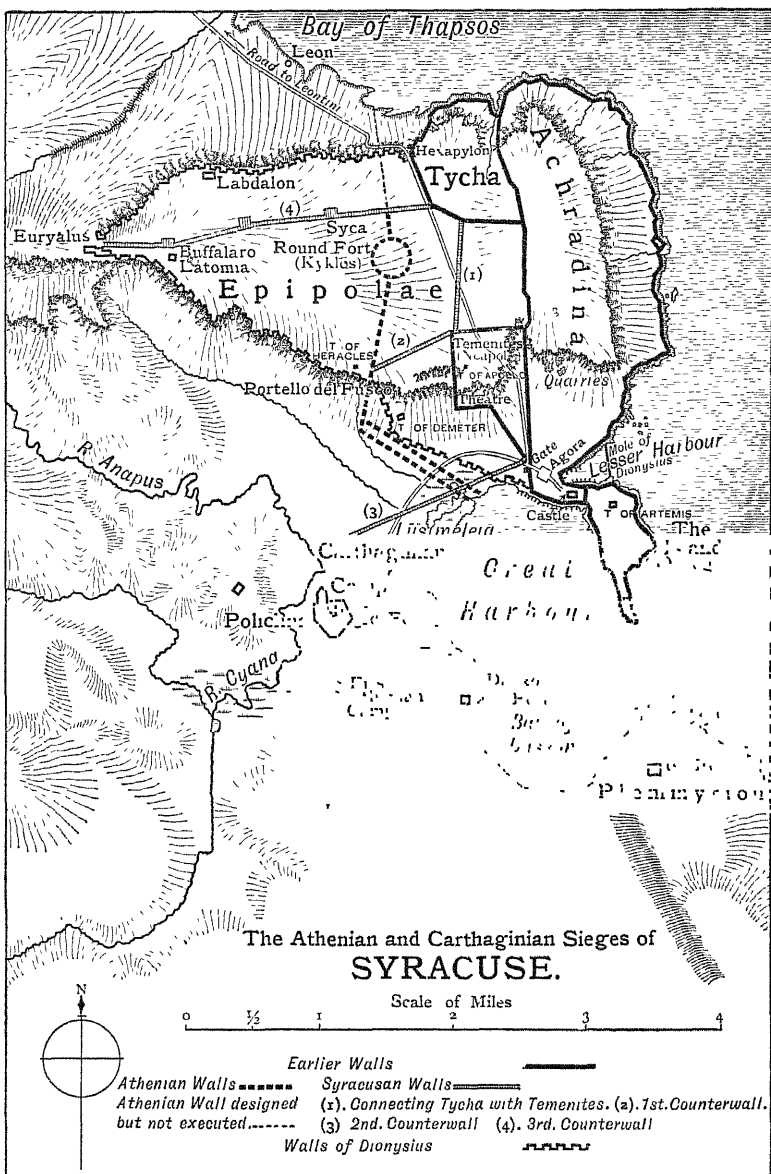 Bay of Thapsos
Leon
Road to Leontini
Hexapylon
Tycha
Achradina
Labdalon
(4)
Syca
Euryalus
Buffalaro
Latomia
Round Fort
(Kyklos)
(1)
Epipolae
(2)
T OF
HERACLES
Temenites
T OF APOLLO
Quarries
Portello del Fusco
Theatre
T OF DEMETER
R. Anapus
Gate
Agora
Mole of
Lesser Harbour
Dionysius
(3)
Castle
T OF ARTEMIS
The
Great
Harbour
R. Cyana
Plemmyrion
The Athenian and Carthaginian Sieges of
SYRACUSE.
N
Scale of Miles
0 ½ 1 2 3 4
Earlier Walls
Athenian Walls Syracusan Walls
Athenian Wall designed (1). Connecting Tycha with Temenites. (2). 1st. Counterwall.
but not executed (3) 2nd. Counterwall (4). 3rd. Counterwall
Walls of Dionysius